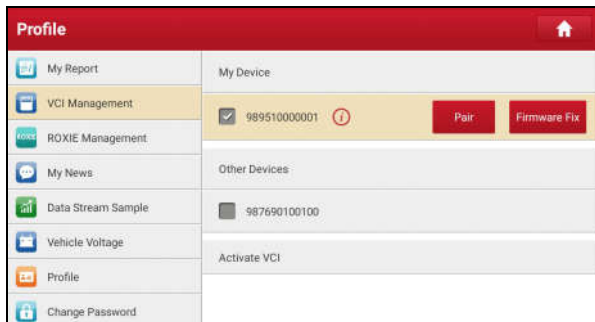 Profile
My Report
VCI Management
ROXIE Management
My News
Data Stream Sample
Vehicle Voltage
Profile
Change Password
My Device
989510000001
Pair
Firmware Fix
Other Devices
987690100100
Activate VCI